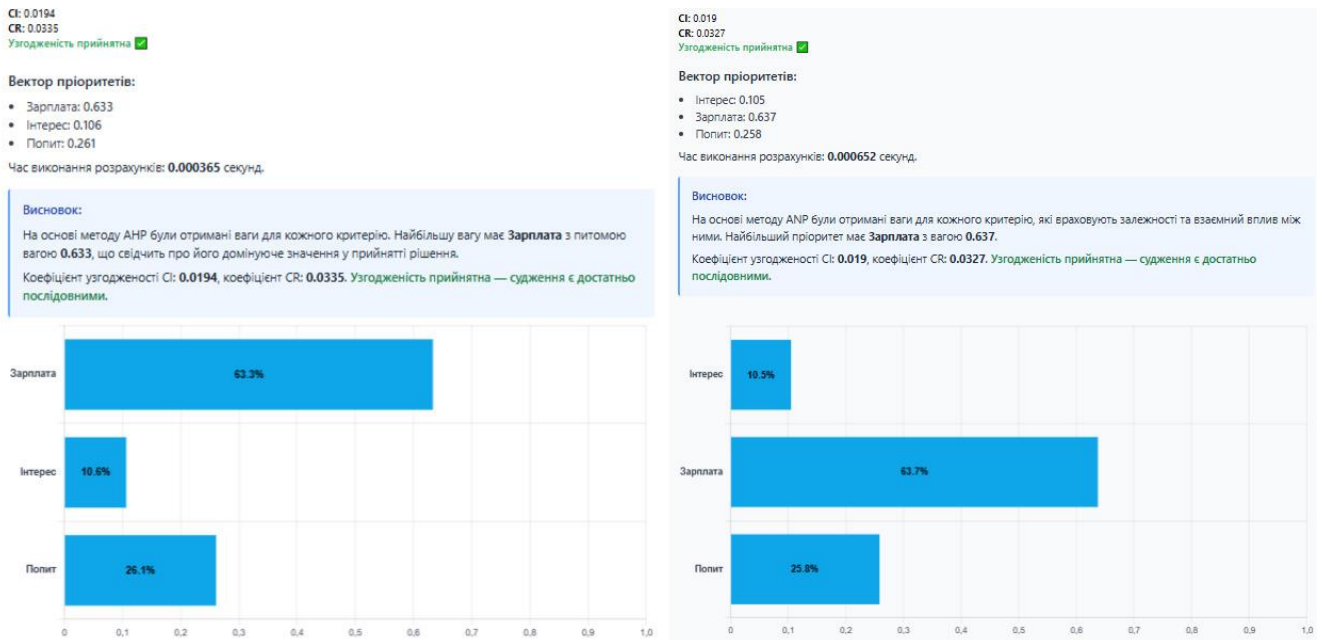 CI: 0.0194
CR: 0.0335
Узгодженість прийнятна ✅
Вектор пріоритетів:
• Зарплата: 0.633
• Інтерес: 0.106
• Попит: 0.261
Час виконання розрахунків: 0.000365 секунд.
Висновок:
На основі методу AHP були отримані ваги для кожного критерію. Найбільшу вагу має Зарплата з питомою
вагою 0.633, що свідчить про його домінуюче значення у прийнятті рішення.
Коефіцієнт узгодженості CI: 0.0194, коефіцієнт CR: 0.0335. Узгодженість прийнятна — судження є достатньо
послідовними.
Зарплата
63.3%
Інтерес
10.6%
Попит
26.1%
0 0,1 0,2 0,3 0,4 0,5 0,6 0,7 0,8 0,9 1,0
CI: 0.019
CR: 0.0327
Узгодженість прийнятна ✅
Вектор пріоритетів:
• Інтерес: 0.105
• Зарплата: 0.637
• Попит: 0.258
Час виконання розрахунків: 0.000652 секунд.
Висновок:
На основі методу ANP були отримані ваги для кожного критерію, які враховують залежності та взаємний вплив між
ними. Найбільший пріоритет має Зарплата з вагою 0.637.
Коефіцієнт узгодженості CI: 0.019, коефіцієнт CR: 0.0327. Узгодженість прийнятна — судження є достатньо
послідовними.
Інтерес
10.5%
Зарплата
63.7%
Попит
25.8%
0 0,1 0,2 0,3 0,4 0,5 0,6 0,7 0,8 0,9 1,0